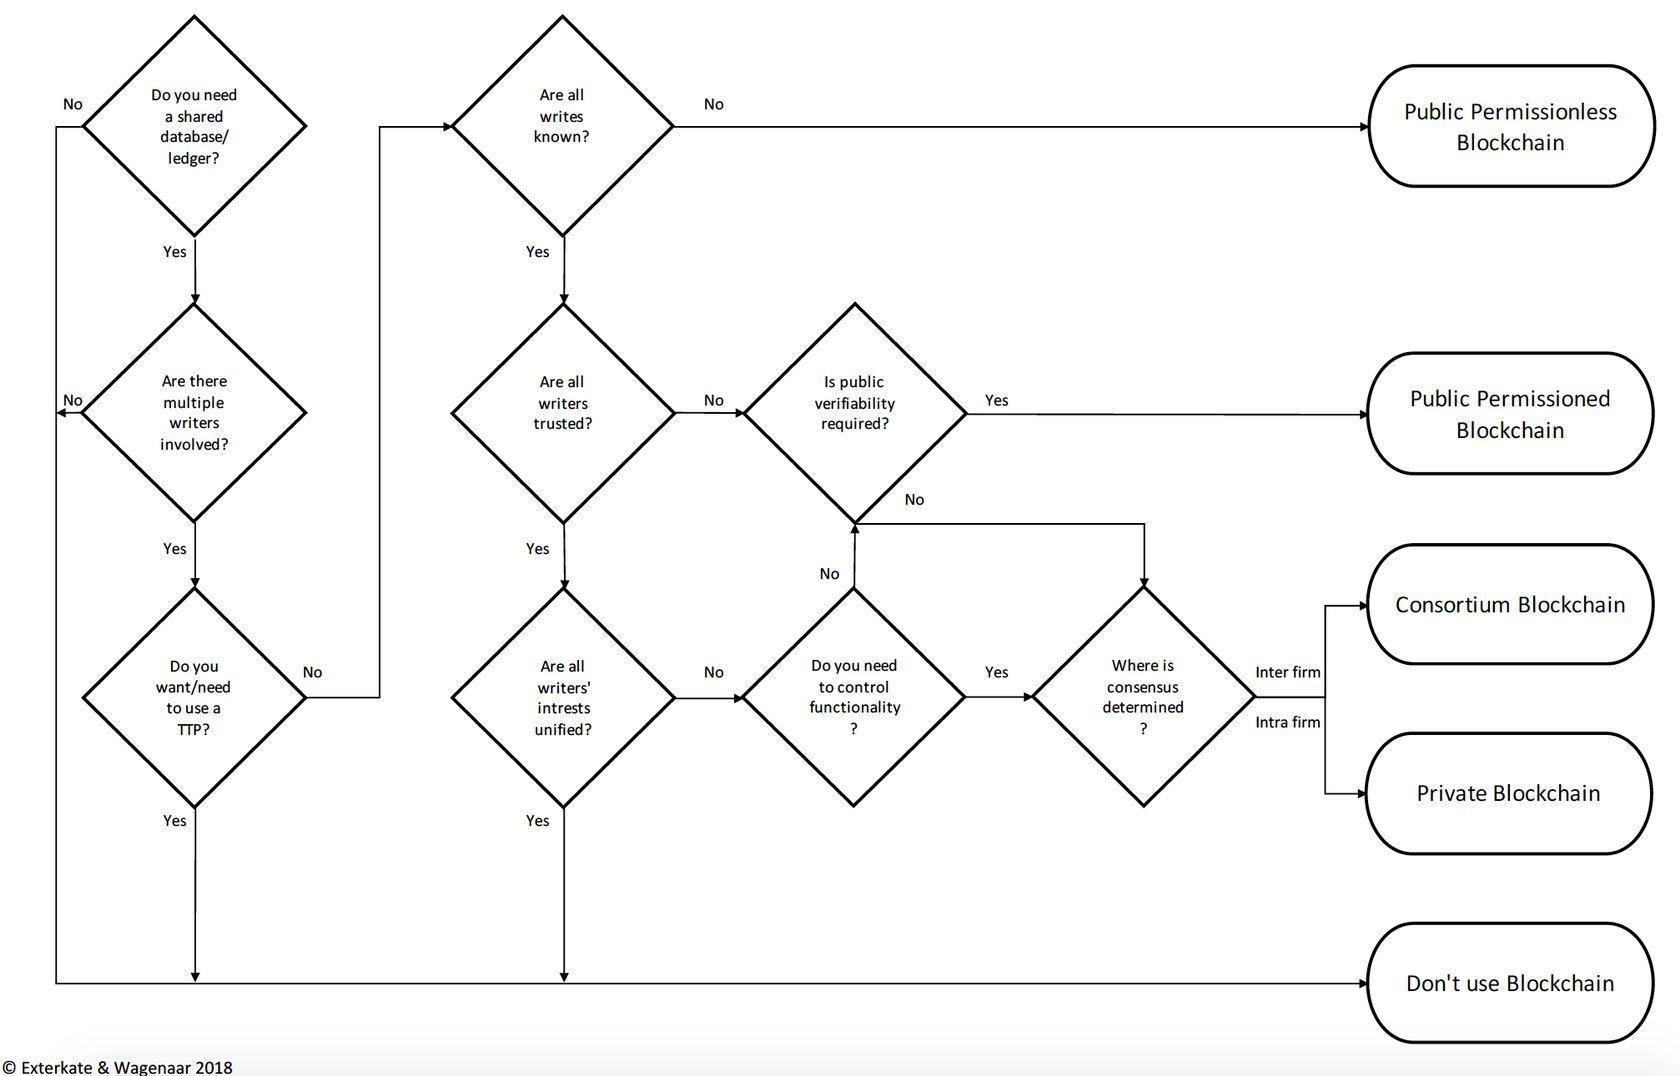 Do you need
a shared
database/
ledger?
No
Yes
Are all
writes
known?
No
Yes
Public Permissionless
Blockchain
Are there
multiple
writers
involved?
No
Yes
Are all
writers
trusted?
No
Yes
Is public
verifiability
required?
Yes
No
Public Permissioned
Blockchain
Do you
want/need
to use a
TTP?
No
Yes
Are all
writers'
intrests
unified?
No
Yes
Do you need
to control
functionality
?
No
Yes
Where is
consensus
determined
?
Inter firm
Intra firm
Consortium Blockchain
Private Blockchain
Don't use Blockchain
© Exterkate & Wagenaar 2018